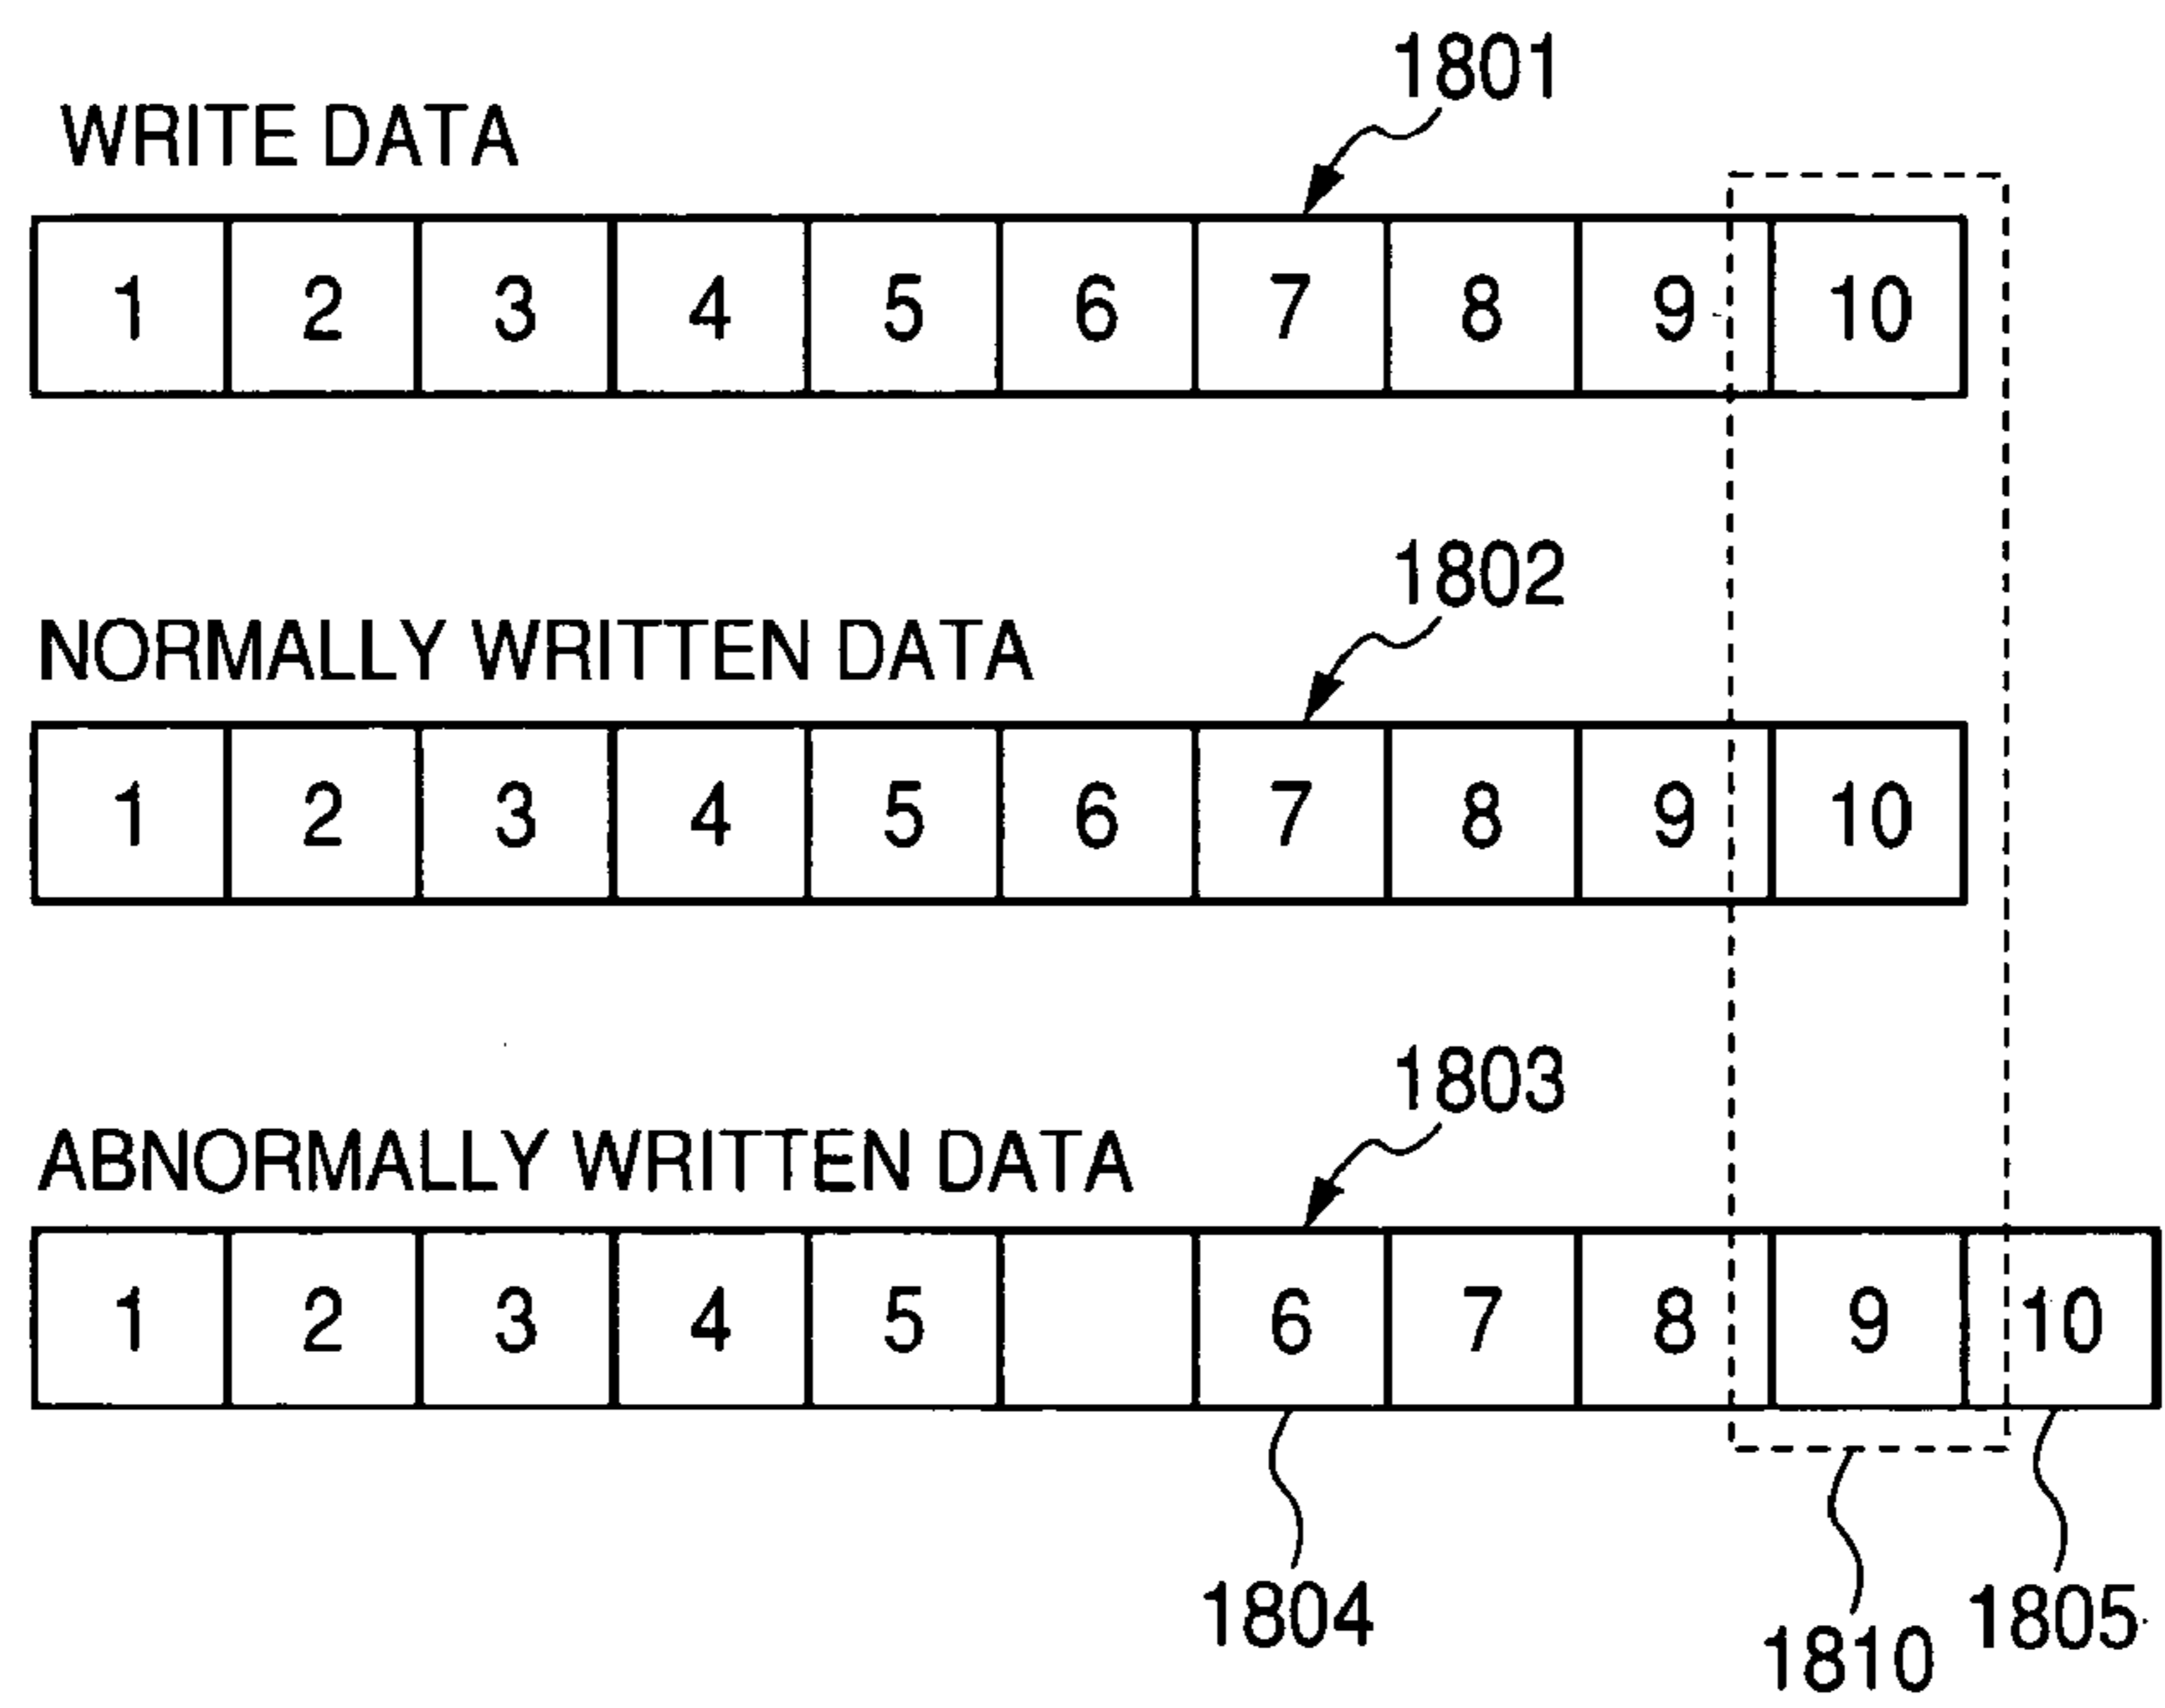 1801
WRITE DATA
1 2 3 4 5 6 7 8 9 10
1802
NORMALLY WRITTEN DATA
1 2 3 4 5 6 7 8 9 10
1803
ABNORMALLY WRITTEN DATA
1 2 3 4 5 6 7 8 9 10
1804
1805
1810